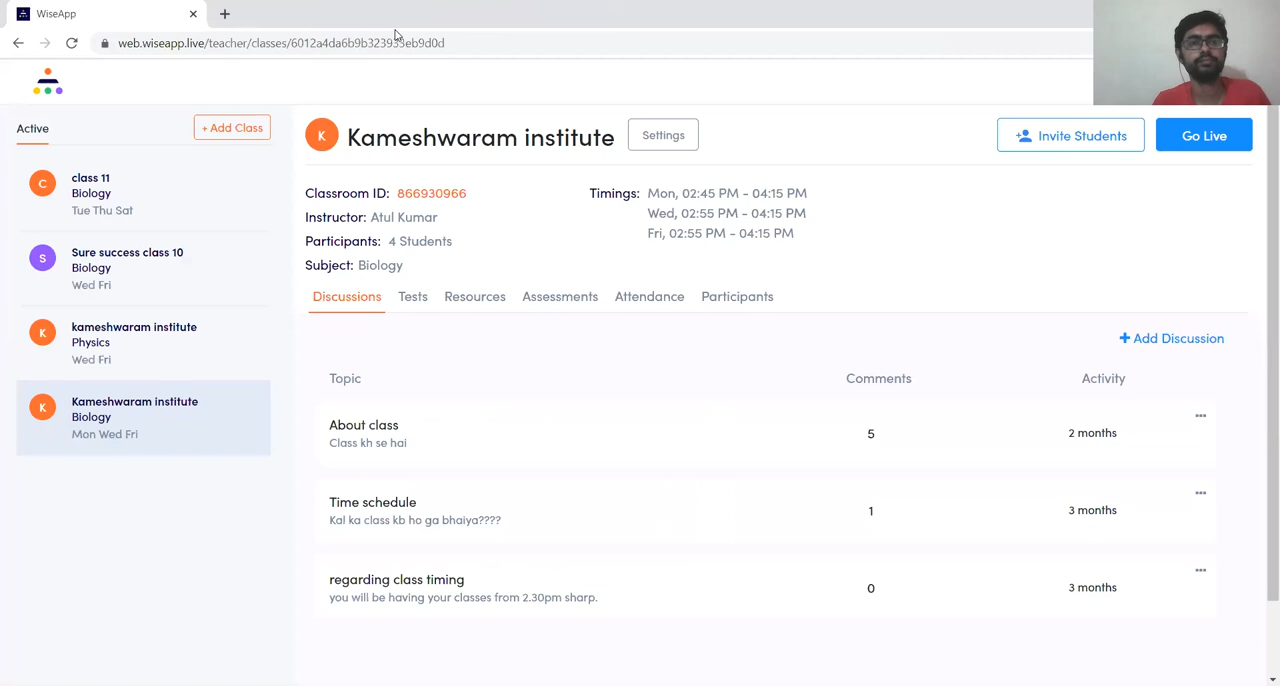 WiseApp
web.wiseapp.live/teacher/classes/6012a4da6b9b323933eb9d0d
Active
+ Add Class
C
class 11
Biology
Tue Thu Sat
S
Sure success class 10
Biology
Wed Fri
K
kameshwaram institute
Physics
Wed Fri
K
Kameshwaram institute
Biology
Mon Wed Fri
K
Kameshwaram institute
Settings
Invite Students
Go Live
Classroom ID: 866930966
Instructor: Atul Kumar
Participants: 4 Students
Subject: Biology
Timings: Mon, 02:45 PM - 04:15 PM
Wed, 02:55 PM - 04:15 PM
Fri, 02:55 PM - 04:15 PM
Discussions Tests Resources Assessments Attendance Participants
+ Add Discussion
Topic Comments Activity
About class
Class kh se hai
5
2 months
Time schedule
Kal ka class kb ho ga bhaiya????
1
3 months
regarding class timing
you will be having your classes from 2.30pm sharp.
0
3 months